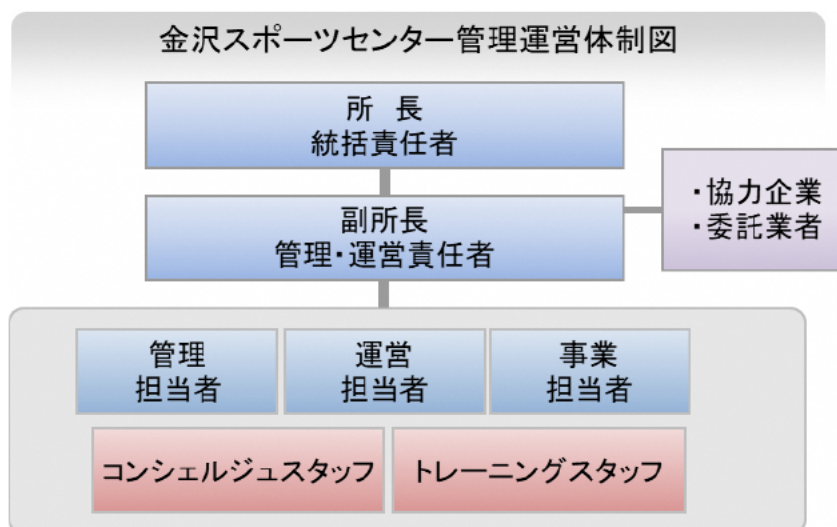 金沢スポーツセンター管理運営体制図
所 長
統括責任者
・協力企業
・委託業者
副所長
管理・運営責任者
管理
担当者
運営
担当者
事業
担当者
コンシェルジュスタッフ
トレーニングスタッフ